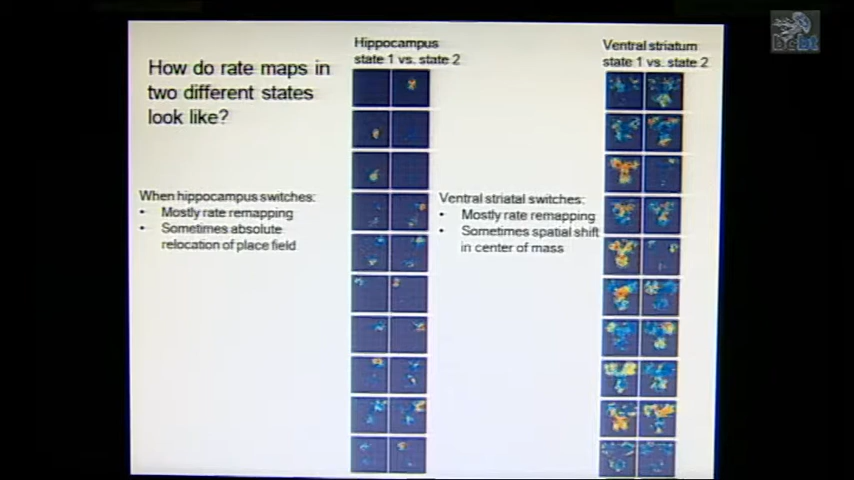 How do rate maps in
two different states
look like?
Hippocampus
state 1 vs. state 2
Ventral striatum
state 1 vs. state 2
When hippocampus switches:
• Mostly rate remapping
• Sometimes absolute
relocation of place field
Ventral striatal switches:
• Mostly rate remapping
• Sometimes spatial shift
in center of mass
bcbt